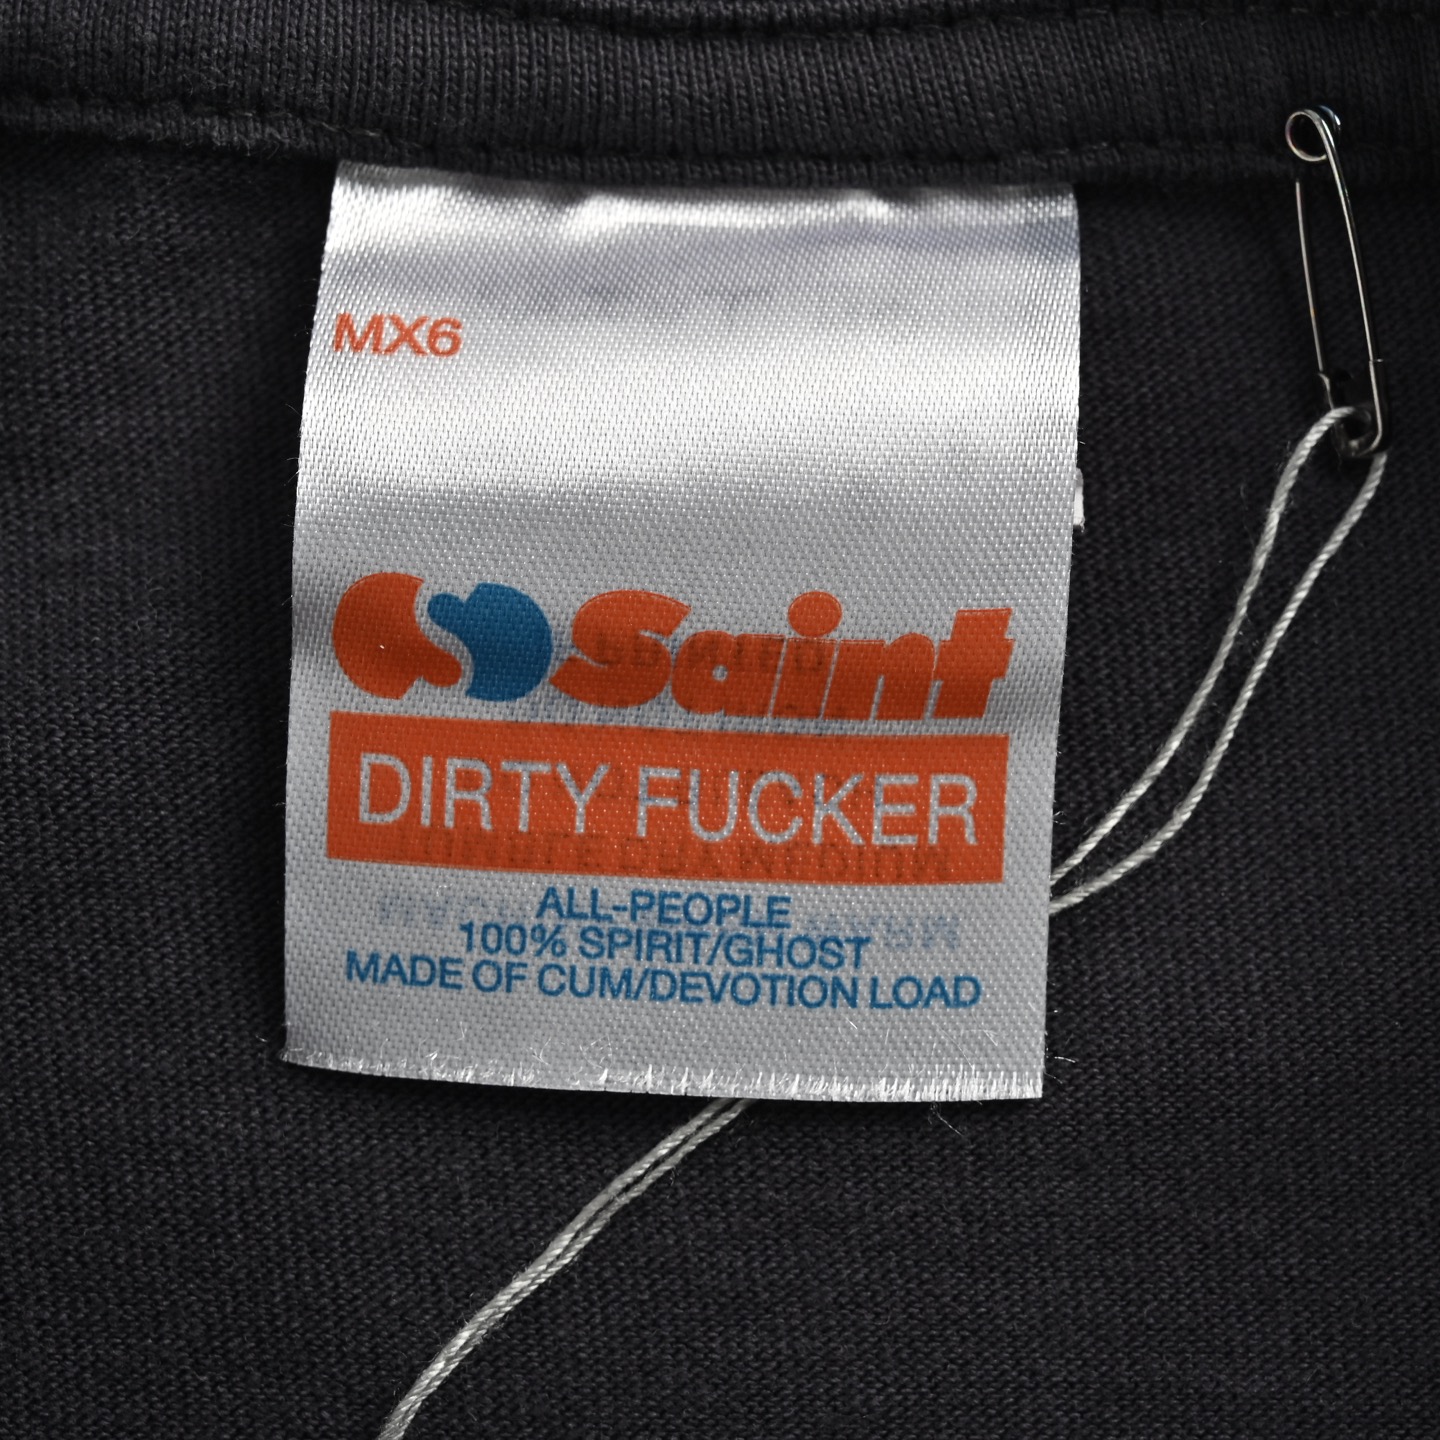 MX6
Saint
DIRTY FUCKER
ALL-PEOPLE
100% SPIRIT/GHOST
MADE OF CUM/DEVOTION LOAD